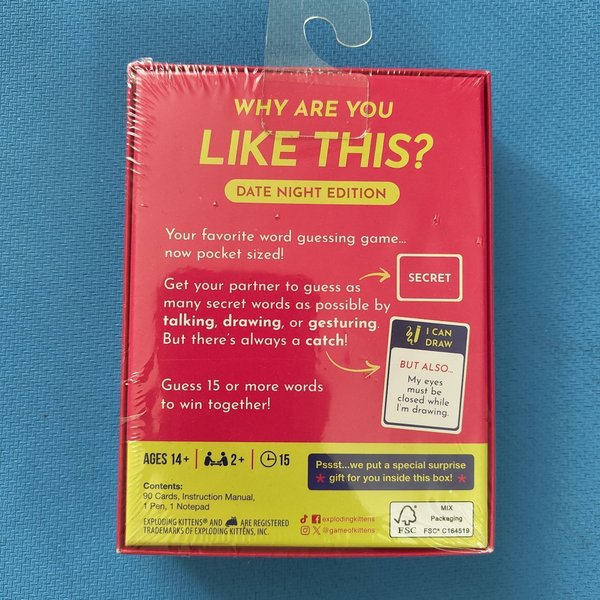 WHY ARE YOU
LIKE THIS?
DATE NIGHT EDITION
Your favorite word guessing game...
now pocket sized!
Get your partner to guess as
many secret words as possible by
talking, drawing, or gesturing.
But there's always a catch!
SECRET
I CAN
DRAW
BUT ALSO...
My eyes
must be
closed while
I'm drawing.
Guess 15 or more words
to win together!
AGES 14+ | 2+ | 15
Pssst...we put a special surprise
* gift for you inside this box! *
Contents:
90 Cards, Instruction Manual,
1 Pen, 1 Notepad
EXPLODING KITTENS® AND ARE REGISTERED
TRADEMARKS OF EXPLODING KITTENS, INC.
explodingkittens
@gameofkittens
FSC
MIX
Packaging
FSC® C164519